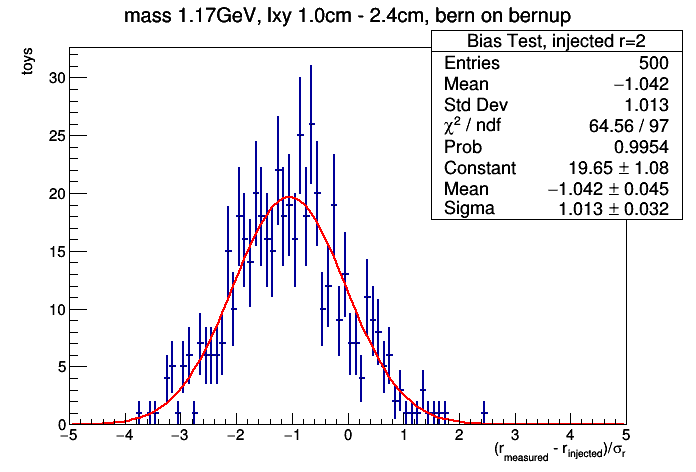 mass 1.17GeV, lxy 1.0cm - 2.4cm, bern on bernup
Bias Test, injected r=2
Entries 500
Mean −1.042
Std Dev 1.013
χ² / ndf 64.56 / 97
Prob 0.9954
Constant 19.65 ± 1.08
Mean −1.042 ± 0.045
Sigma 1.013 ± 0.032
toys
30
25
20
15
10
5
0
−5 −4 −3 −2 −1 0 1 2 3 4 5
(r_measured - r_injected)/σ_r